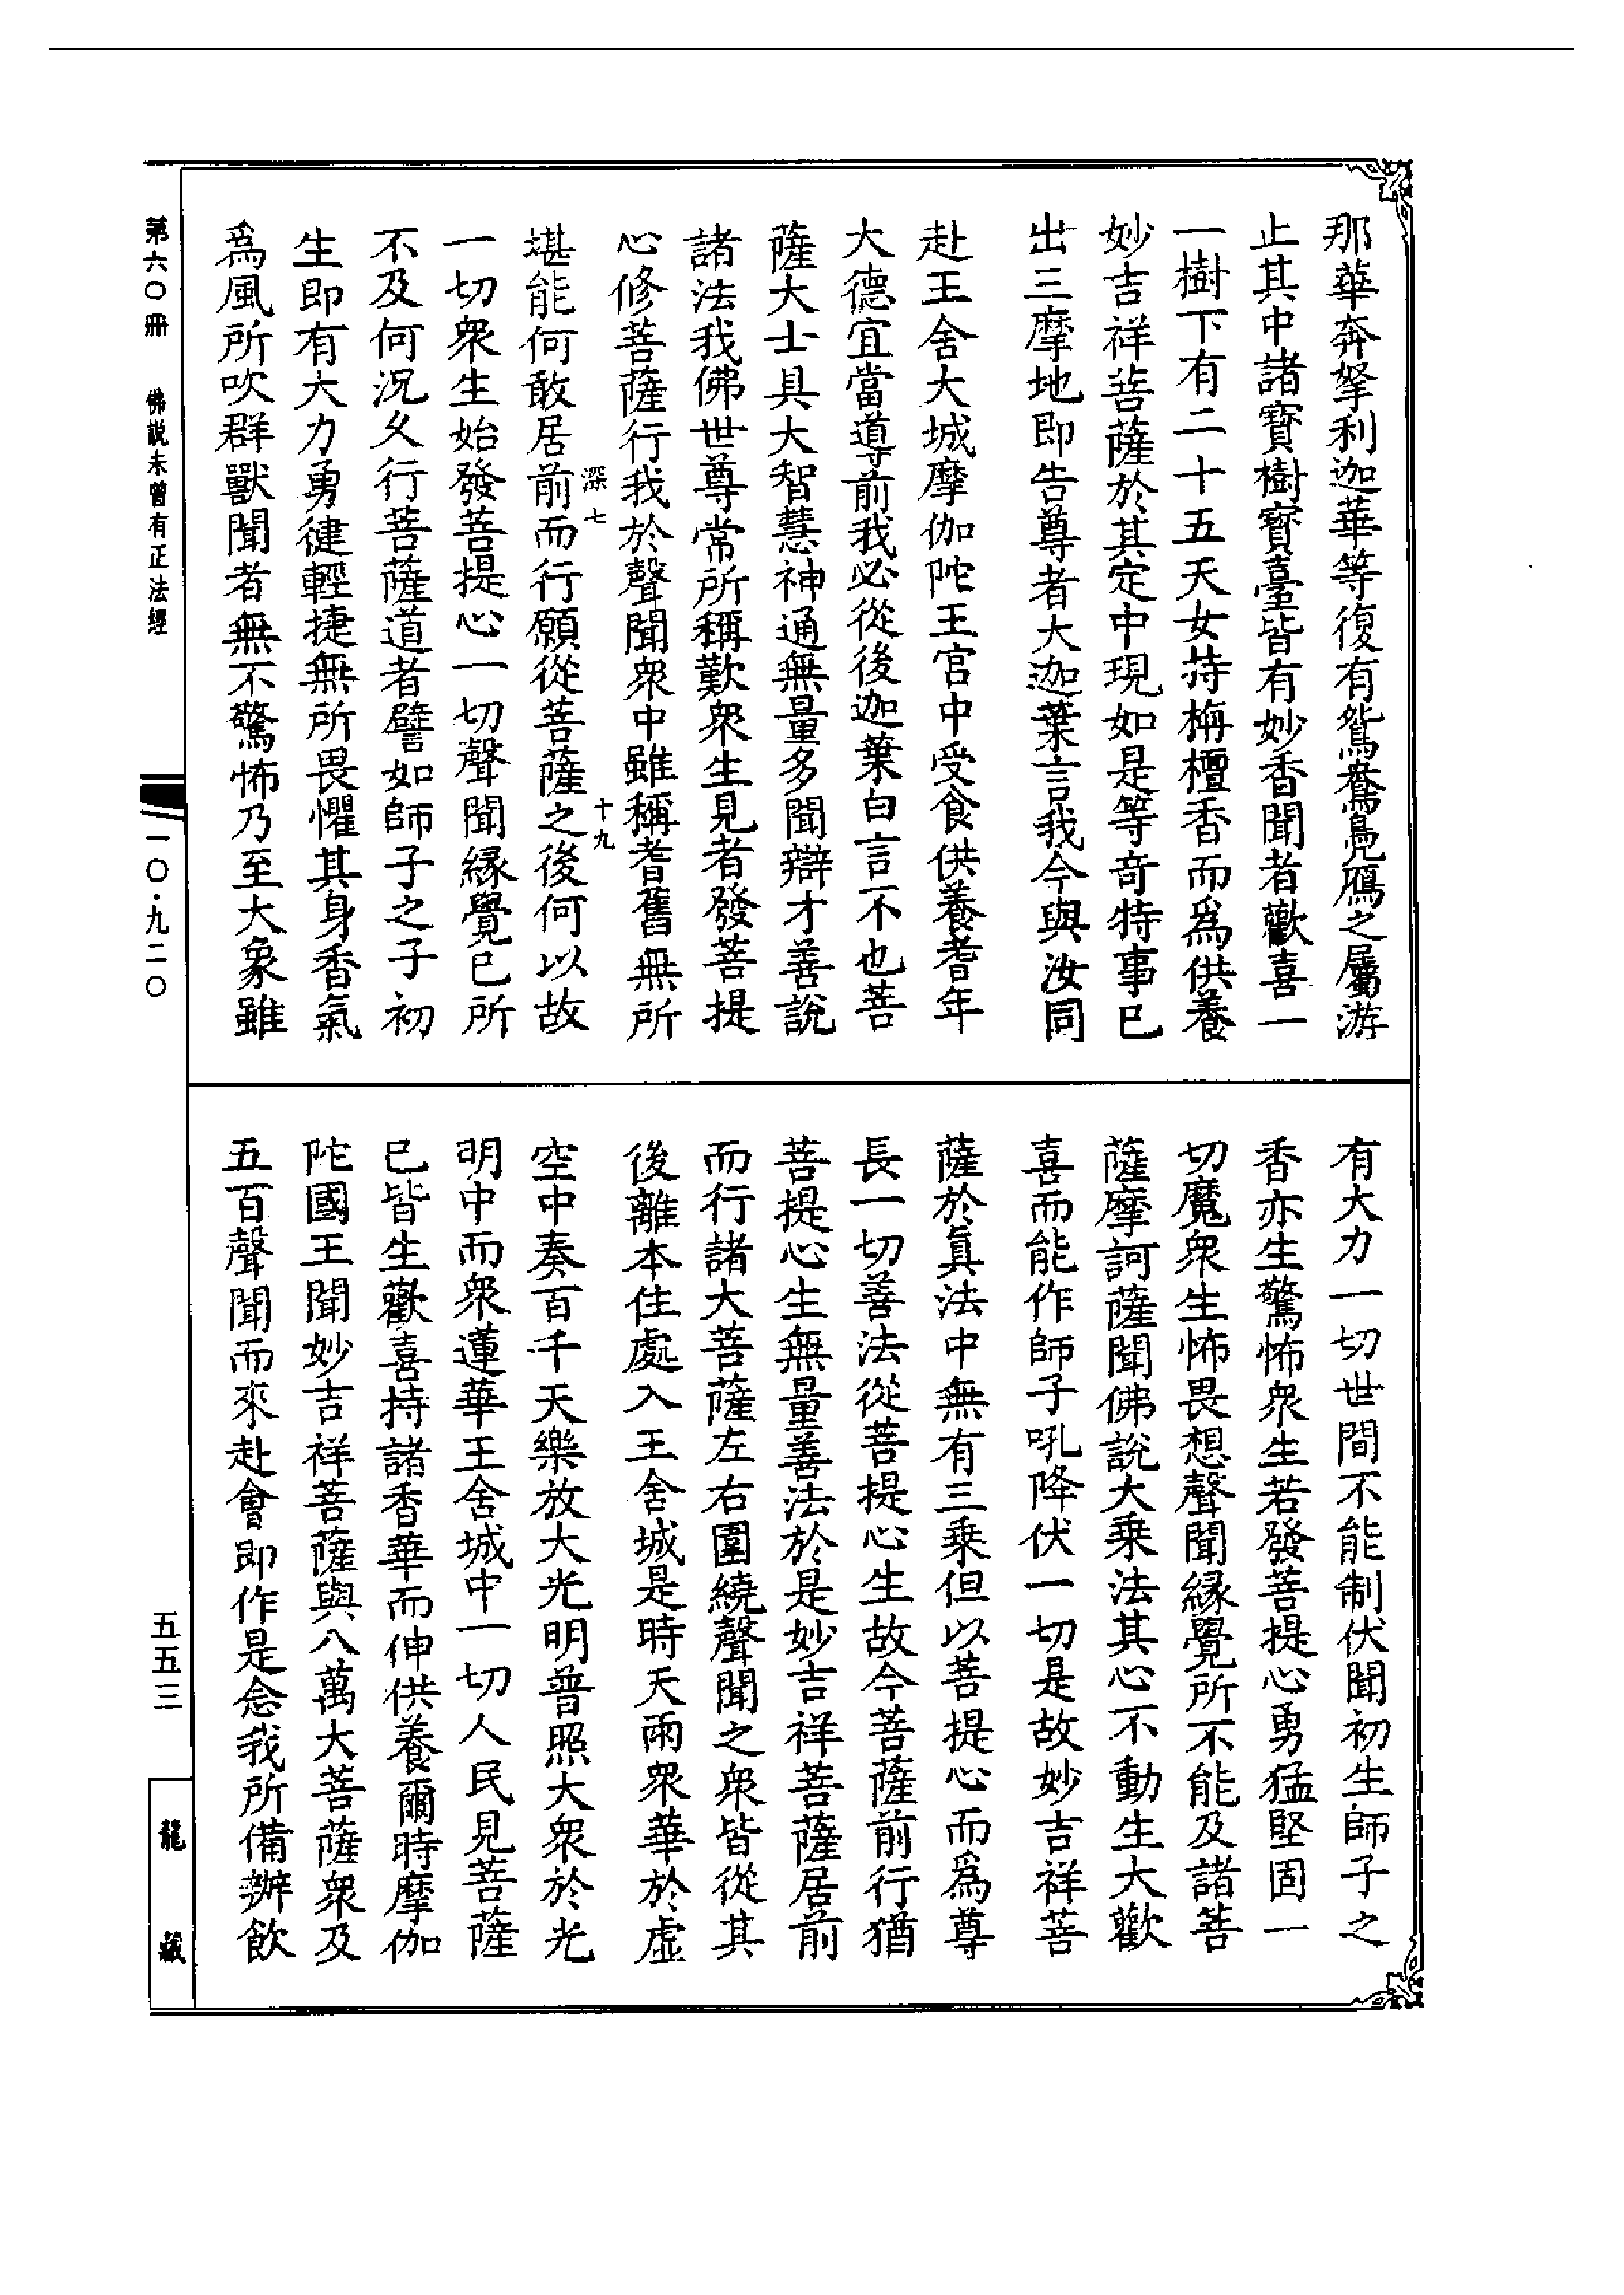 那華奔拏利迦華等復有鴛鴦鳧鴈之屬游
止其中諸寶樹寶臺皆有妙香聞者歡喜一
一樹下有二十五天女持栴檀香而爲供養
妙吉祥菩薩於其定中現如是等奇特事已
出三摩地即告尊者大迦葉言我今與汝同
赴王舍大城摩伽陀王宮中受食供養耆年
大德宜當導前我必從後迦葉白言不也菩
薩大士具大智慧神通無量多聞辯才善說
諸法我佛世尊常所稱歎衆生見者發菩提
心修菩薩行我於聲聞衆中雖稱耆舊無所
深七 十九
堪能何敢居前而行願從菩薩之後何以故
一切衆生始發菩提心一切聲聞緣覺已所
不及何況久行菩薩道者譬如師子之子初
生即有大力勇健輕捷無所畏懼其身香氣
爲風所吹群獸聞者無不驚怖乃至大象雖
有大力一切世間不能制伏聞初生師子之
香亦生驚怖衆生若發菩提心勇猛堅固一
切魔衆生怖畏想聲聞緣覺所不能及諸菩
薩摩訶薩聞佛說大乘法其心不動生大歡
喜而能作師子吼降伏一切是故妙吉祥菩
薩於眞法中無有三乘但以菩提心而爲尊
長一切善法從菩提心生故今菩薩前行猶
菩提心生無量善法於是妙吉祥菩薩居前
而行諸大菩薩左右圍繞聲聞之衆皆從其
後離本住處入王舍城是時天雨衆華於虛
空中奏百千天樂放大光明普照大衆於光
明中而衆蓮華王舍城中一切人民見菩薩
已皆生歡喜持諸香華而伸供養爾時摩伽
陀國王聞妙吉祥菩薩與八萬大菩薩衆及
五百聲聞而來赴會即作是念我所備辦飲
第六〇冊 佛說未曾有正法經
一〇·九二〇
五五三
龍藏